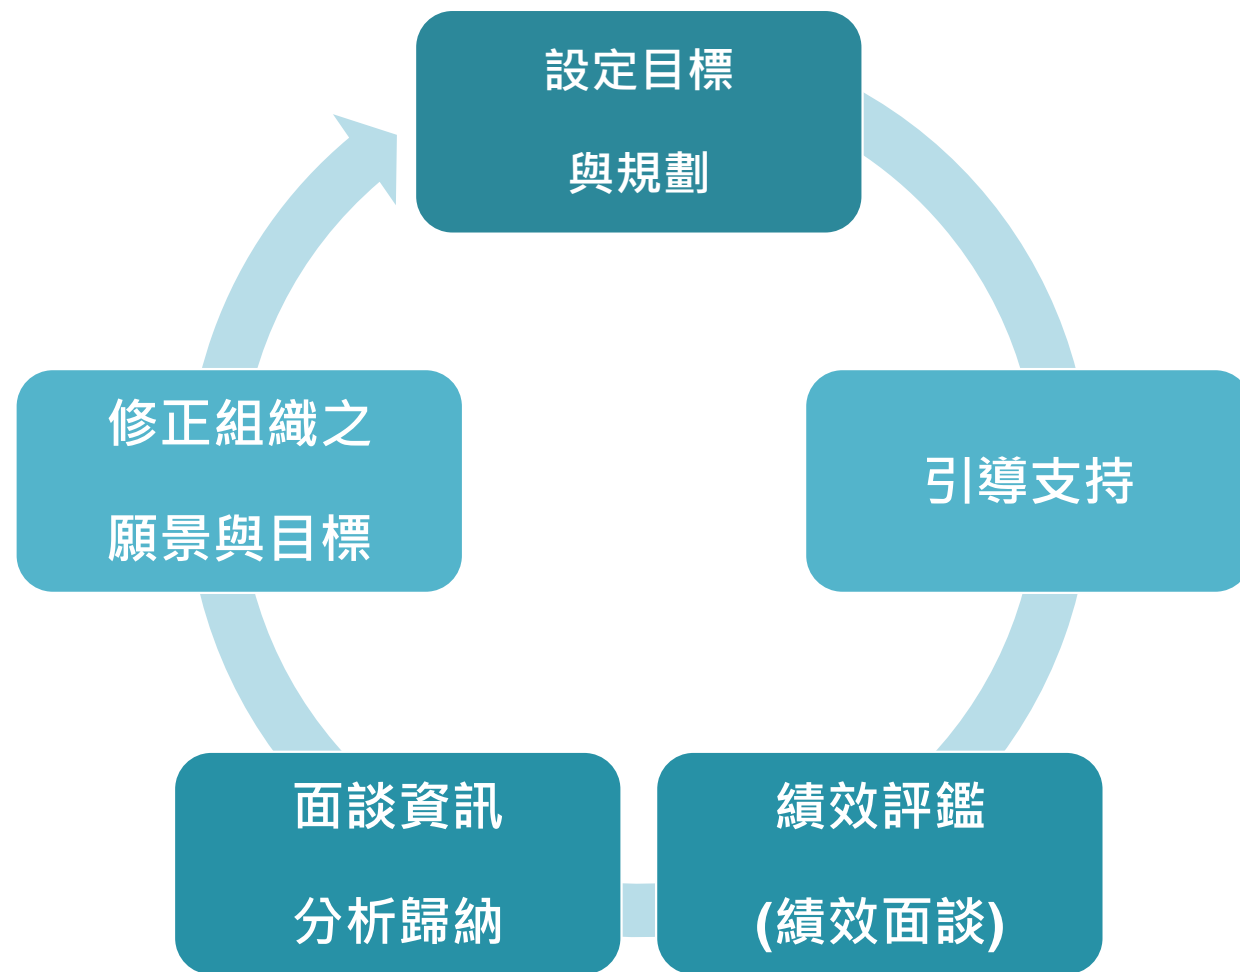 設定目標
與規劃
引導支持
績效評鑑
(績效面談)
面談資訊
分析歸納
修正組織之
願景與目標